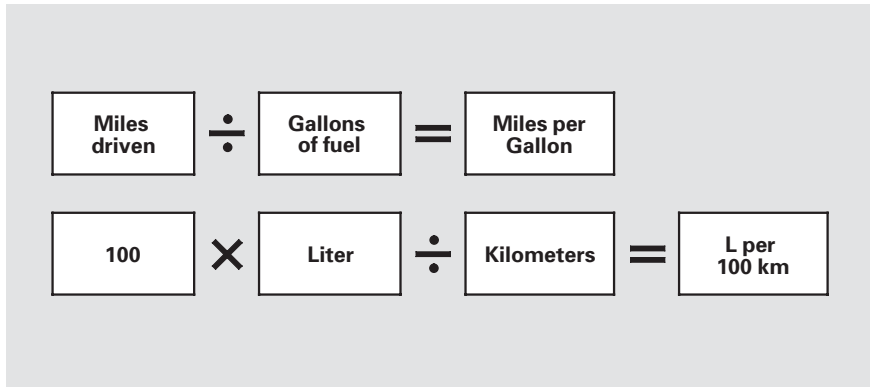 Miles driven ÷ Gallons of fuel = Miles per Gallon
100 × Liter ÷ Kilometers = L per 100 km